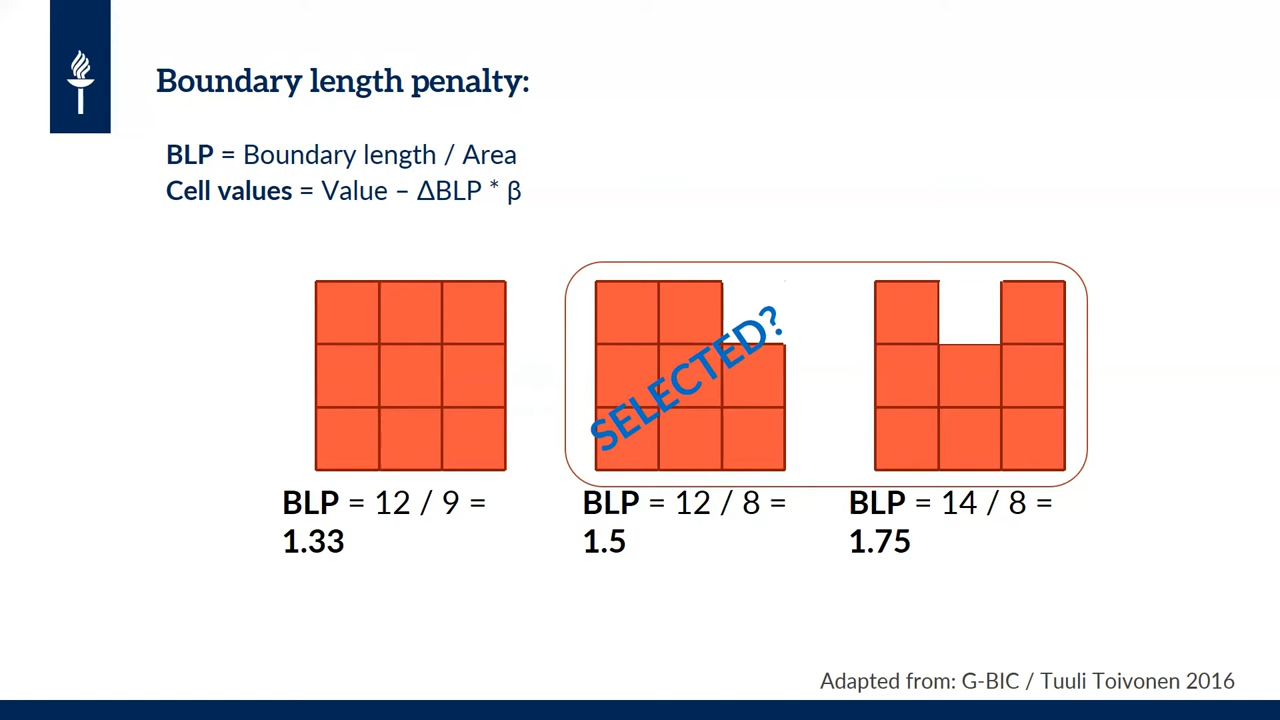 Boundary length penalty:
BLP = Boundary length / Area
Cell values = Value – ΔBLP * β
SELECTED?
BLP = 12 / 9 =
1.33
BLP = 12 / 8 =
1.5
BLP = 14 / 8 =
1.75
Adapted from: G-BIC / Tuuli Toivonen 2016